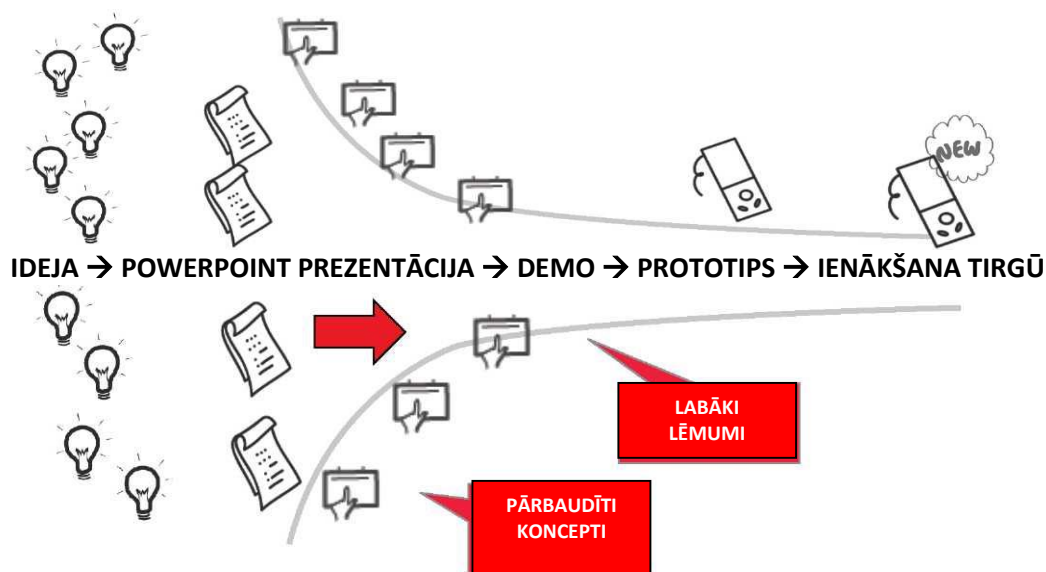 NEW
IDEJA → POWERPOINT PREZENTĀCIJA → DEMO → PROTOTIPS → IENĀKŠANA TIRGŪ
LABĀKI
LĒMUMI
PĀRBAUDĪTI
KONCEPTI